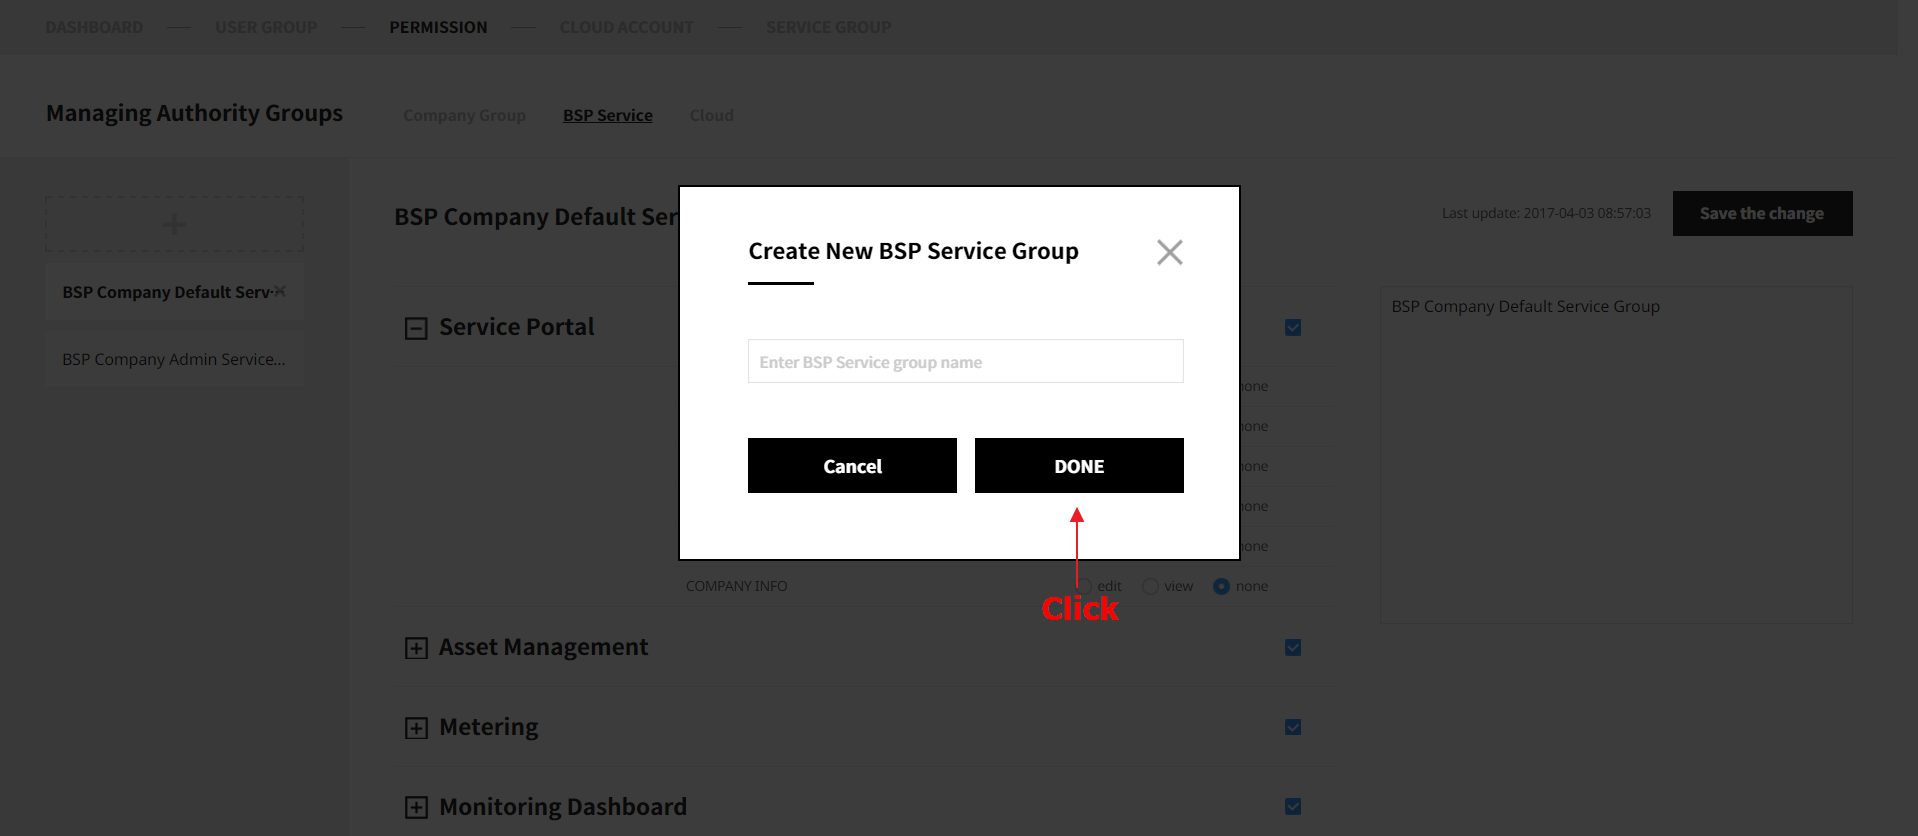 DASHBOARD USER GROUP PERMISSION CLOUD ACCOUNT SERVICE GROUP
Managing Authority Groups Company Group BSP Service Cloud
BSP Company Default Ser
Last update: 2017-04-03 08:57:03 Save the change
BSP Company Default Serv
BSP Company Admin Service...
Create New BSP Service Group
Enter BSP Service group name
Cancel DONE
Click
Service Portal
none
none
none
none
none
COMPANY INFO edit view none
Asset Management
Metering
Monitoring Dashboard
BSP Company Default Service Group